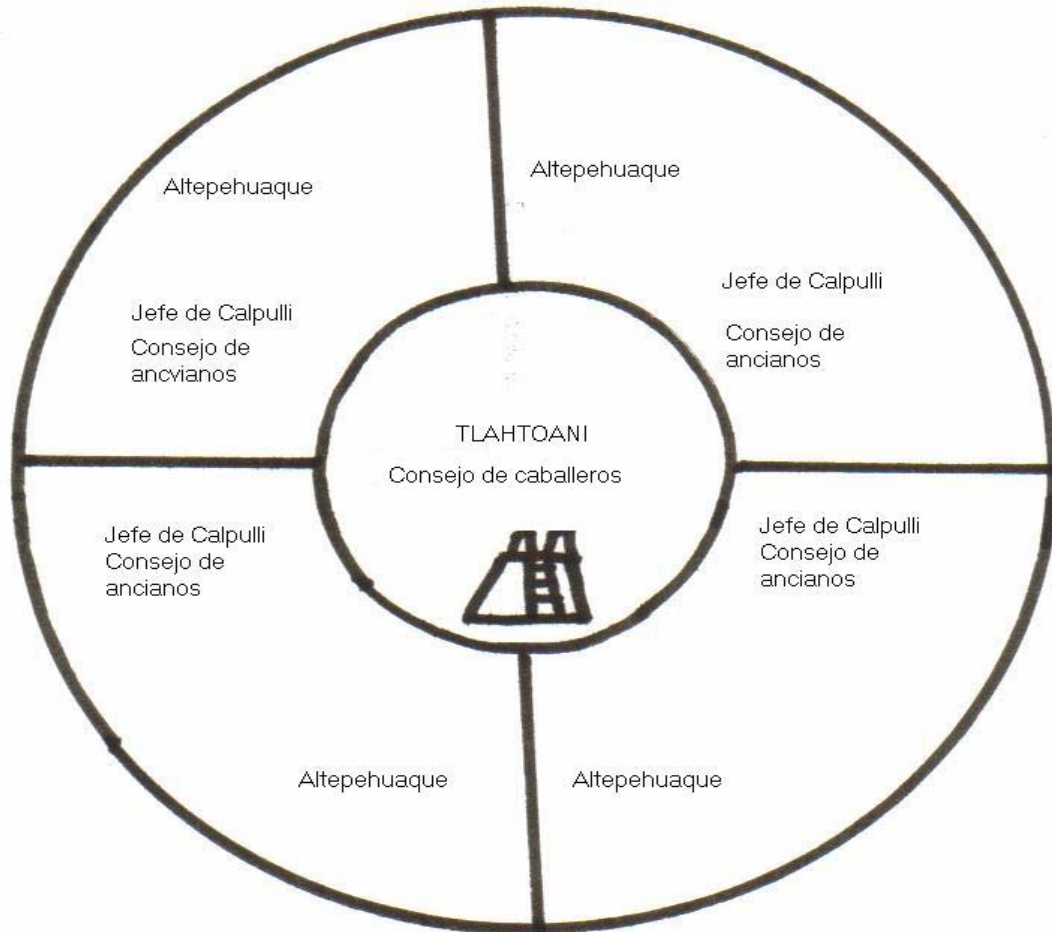 Altepehuaque
Altepehuaque
Jefe de Calpulli
Consejo de
ancvianos
Jefe de Calpulli
Consejo de
ancianos
TLAHTOANI
Consejo de caballeros
Jefe de Calpulli
Consejo de
ancianos
Jefe de Calpulli
Consejo de
ancianos
Altepehuaque
Altepehuaque